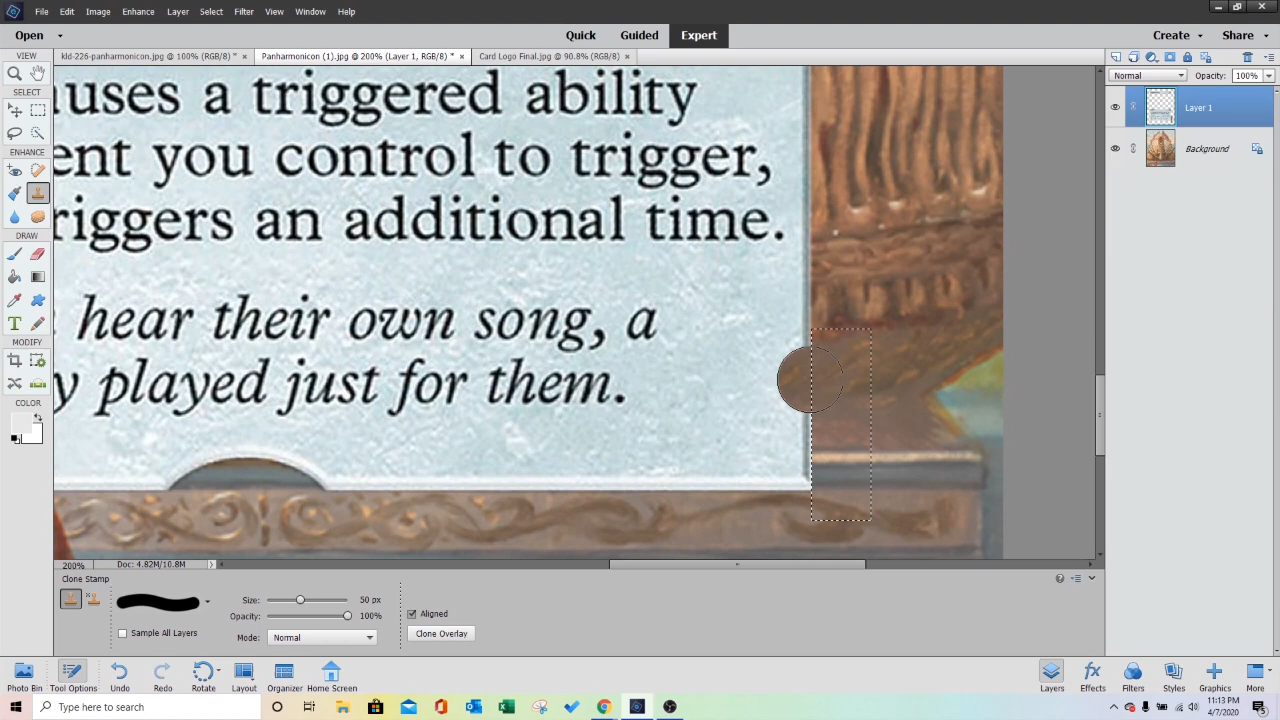 File Edit Image Enhance Layer Select Filter View Window Help
Open Quick Guided Expert Create Share
kld-226-panharmonicon.jpg @ 100% (RGB/8) * × Panharmonicon (1).jpg @ 200% (Layer 1, RGB/8) * × Card Logo Final.jpg @ 90.8% (RGB/8) ×
VIEW
SELECT
ENHANCE
DRAW
MODIFY
COLOR
Normal Opacity: 100%
Layer 1
Background
uses a triggered ability
ent you control to trigger,
riggers an additional time.
hear their own song, a
y played just for them.
200% Doc: 4.82M/10.8M
Clone Stamp
Size: 50 px
Opacity: 100%
Sample All Layers Mode: Normal
Aligned
Clone Overlay
Photo Bin Tool Options Undo Redo Rotate Layout Organizer Home Screen Layers Effects Filters Styles Graphics More
Type here to search
11:13 PM
4/7/2020
5